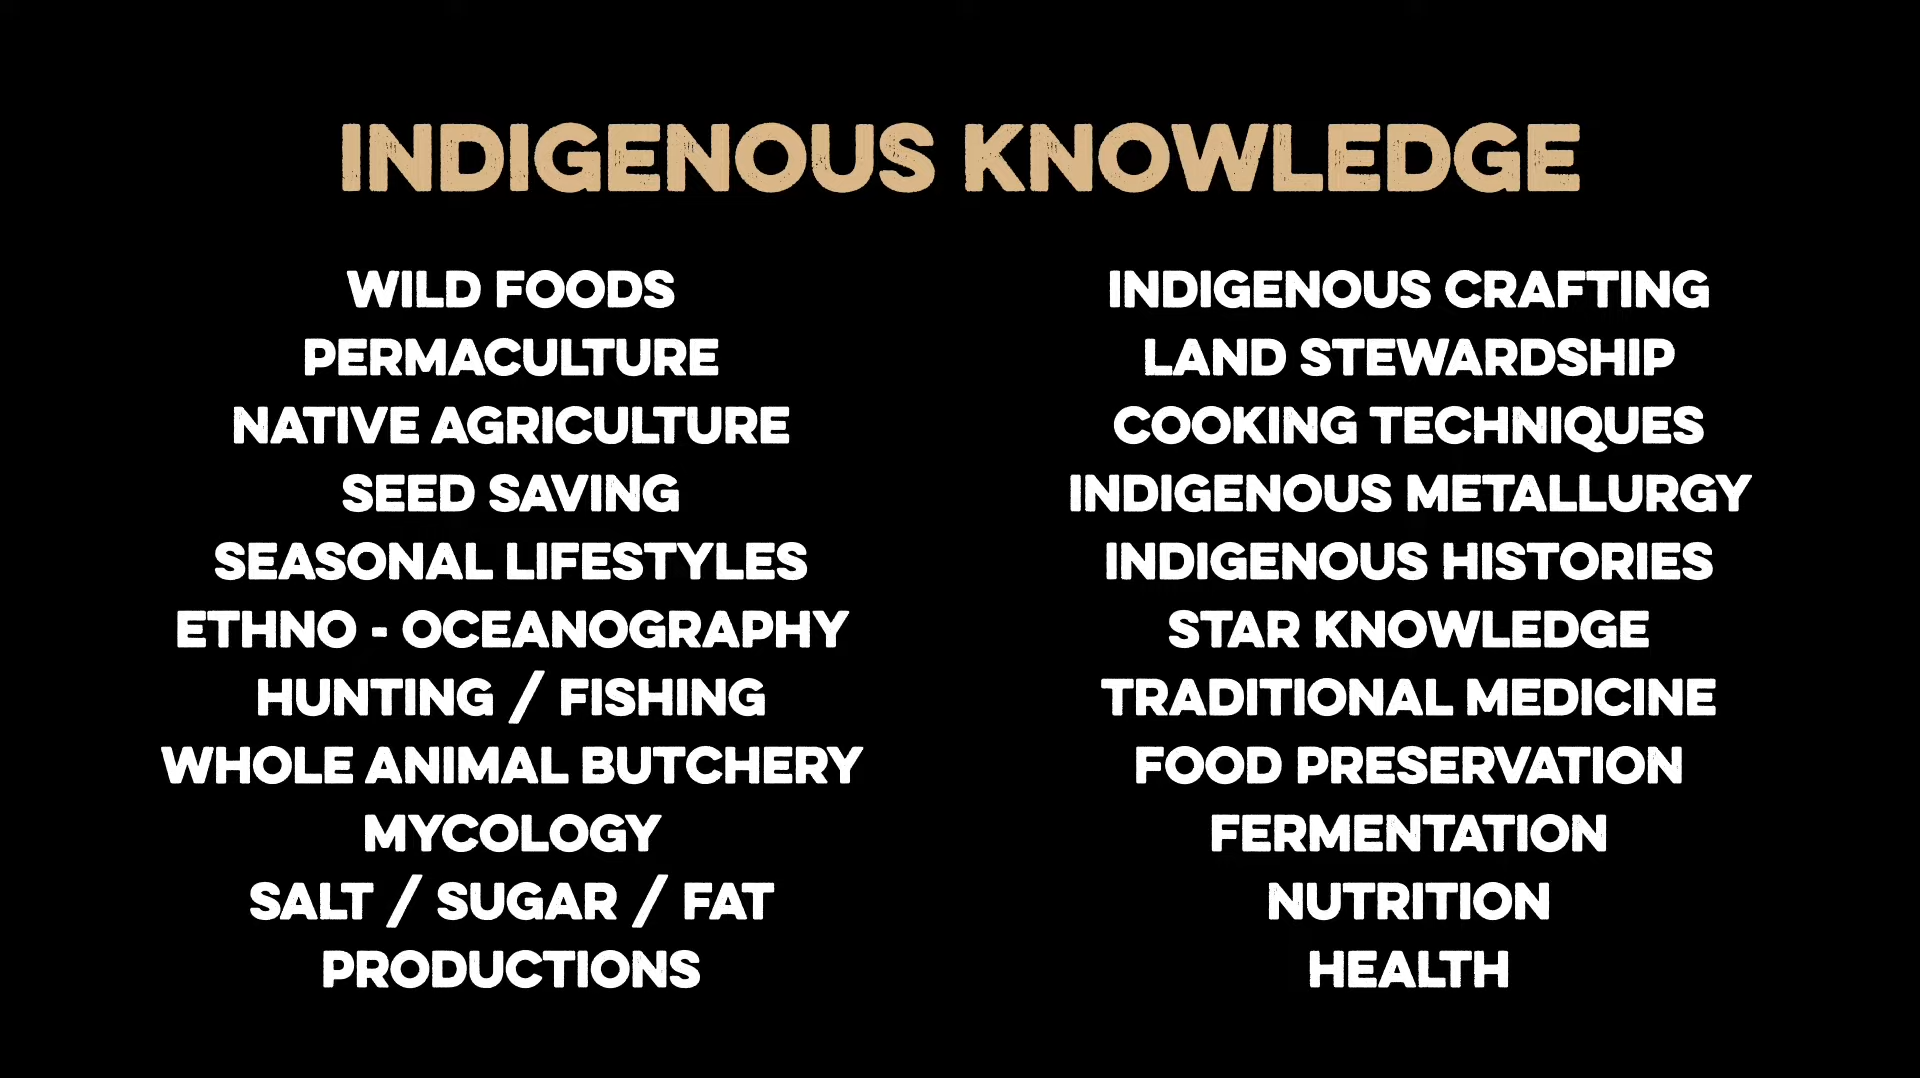 INDIGENOUS KNOWLEDGE
WILD FOODS
PERMACULTURE
NATIVE AGRICULTURE
SEED SAVING
SEASONAL LIFESTYLES
ETHNO - OCEANOGRAPHY
HUNTING / FISHING
WHOLE ANIMAL BUTCHERY
MYCOLOGY
SALT / SUGAR / FAT
PRODUCTIONS
INDIGENOUS CRAFTING
LAND STEWARDSHIP
COOKING TECHNIQUES
INDIGENOUS METALLURGY
INDIGENOUS HISTORIES
STAR KNOWLEDGE
TRADITIONAL MEDICINE
FOOD PRESERVATION
FERMENTATION
NUTRITION
HEALTH